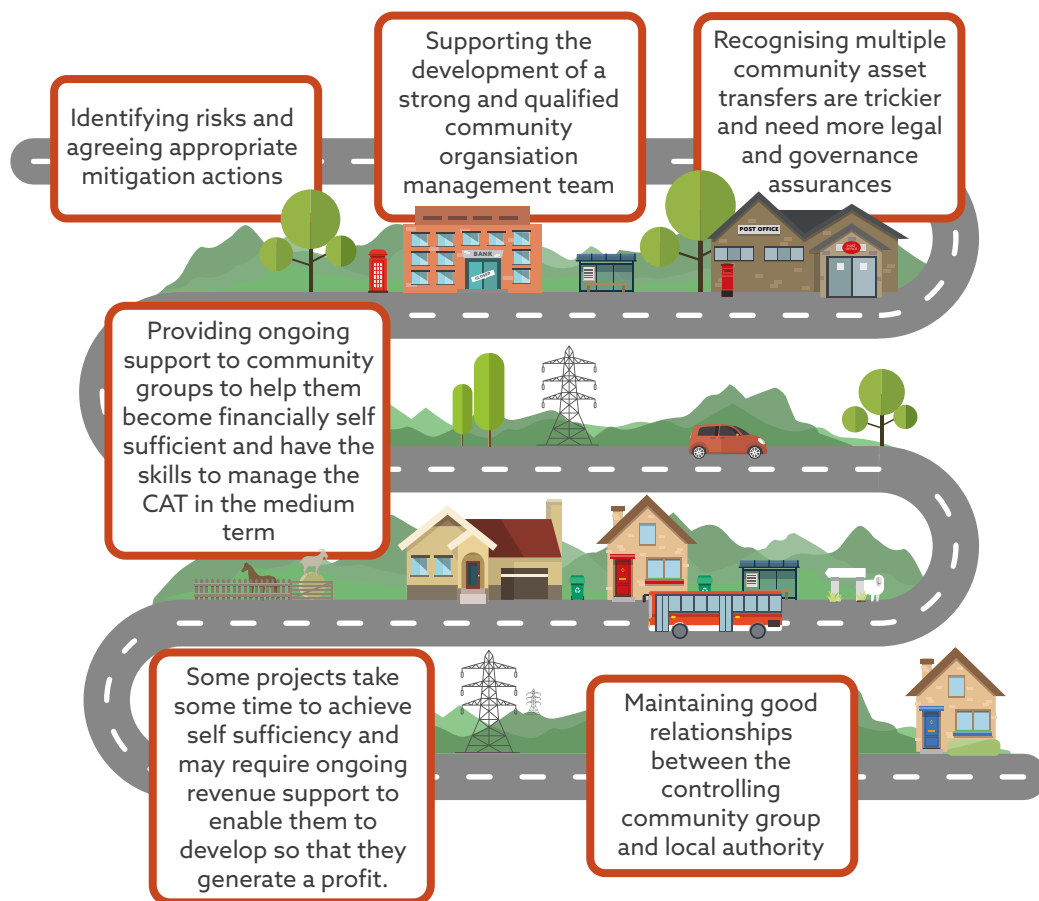 Identifying risks and
agreeing appropriate
mitigation actions
Supporting the
development of a
strong and qualified
community
organsiation
management team
Recognising multiple
community asset
transfers are trickier
and need more legal
and governance
assurances
BANK
CLOSED
POST OFFICE
POST
OFFICE
Providing ongoing
support to community
groups to help them
become financially self
sufficient and have the
skills to manage the
CAT in the medium
term
Some projects take
some time to achieve
self sufficiency and
may require ongoing
revenue support to
enable them to
develop so that they
generate a profit.
Maintaining good
relationships
between the
controlling
community group
and local authority